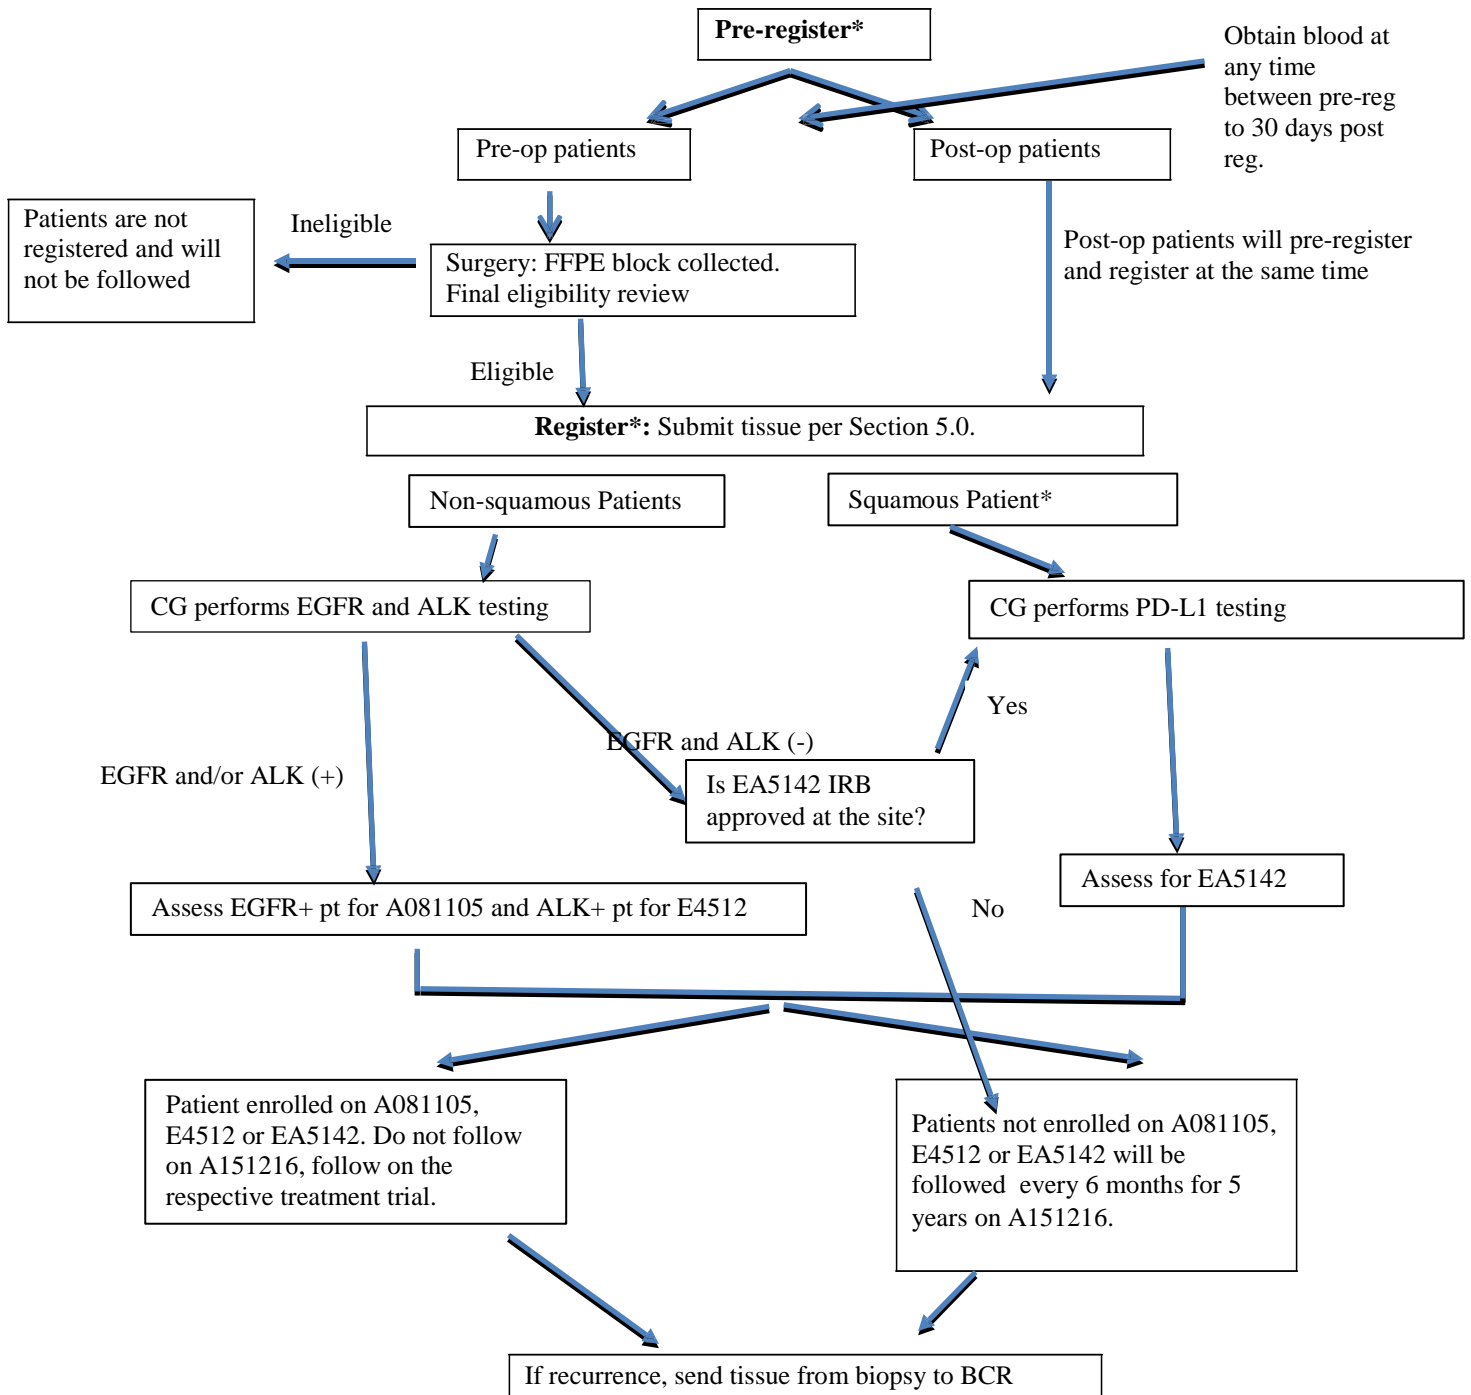 Pre-register*
Obtain blood at
any time
between pre-reg
to 30 days post
reg.
Pre-op patients
Post-op patients
Patients are not
registered and will
not be followed
Ineligible
Surgery: FFPE block collected.
Final eligibility review
Post-op patients will pre-register
and register at the same time
Eligible
Register*: Submit tissue per Section 5.0.
Non-squamous Patients
Squamous Patient*
CG performs EGFR and ALK testing
CG performs PD-L1 testing
Yes
EGFR and ALK (-)
EGFR and/or ALK (+)
Is EA5142 IRB
approved at the site?
Assess EGFR+ pt for A081105 and ALK+ pt for E4512
No
Assess for EA5142
Patient enrolled on A081105,
E4512 or EA5142. Do not follow
on A151216, follow on the
respective treatment trial.
Patients not enrolled on A081105,
E4512 or EA5142 will be
followed every 6 months for 5
years on A151216.
If recurrence, send tissue from biopsy to BCR